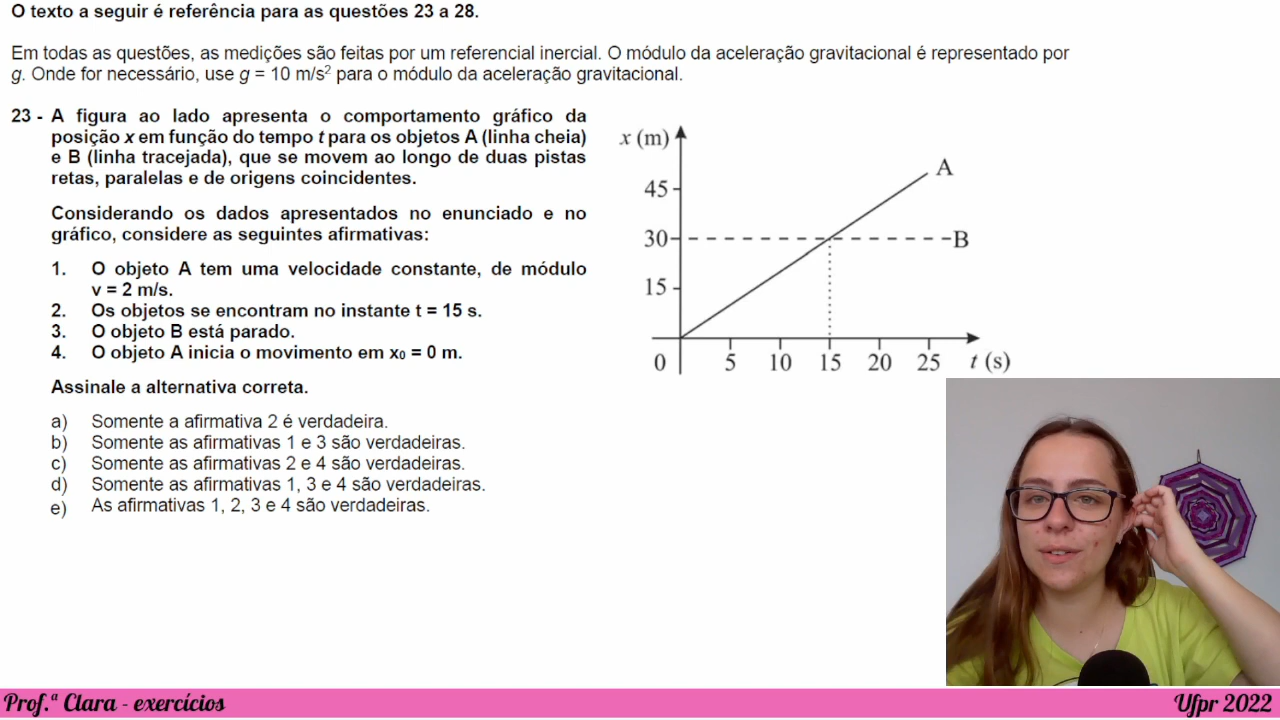 O texto a seguir é referência para as questões 23 a 28.
Em todas as questões, as medições são feitas por um referencial inercial. O módulo da aceleração gravitacional é representado por
g. Onde for necessário, use g = 10 m/s² para o módulo da aceleração gravitacional.
23 - A figura ao lado apresenta o comportamento gráfico da
posição x em função do tempo t para os objetos A (linha cheia)
e B (linha tracejada), que se movem ao longo de duas pistas
retas, paralelas e de origens coincidentes.
Considerando os dados apresentados no enunciado e no
gráfico, considere as seguintes afirmativas:
1. O objeto A tem uma velocidade constante, de módulo
v = 2 m/s.
2. Os objetos se encontram no instante t = 15 s.
3. O objeto B está parado.
4. O objeto A inicia o movimento em x₀ = 0 m.
Assinale a alternativa correta.
a) Somente a afirmativa 2 é verdadeira.
b) Somente as afirmativas 1 e 3 são verdadeiras.
c) Somente as afirmativas 2 e 4 são verdadeiras.
d) Somente as afirmativas 1, 3 e 4 são verdadeiras.
e) As afirmativas 1, 2, 3 e 4 são verdadeiras.
x (m)
A
45
30
B
15
0 5 10 15 20 25 t (s)
Prof.ª Clara - exercícios
Ufpr 2022